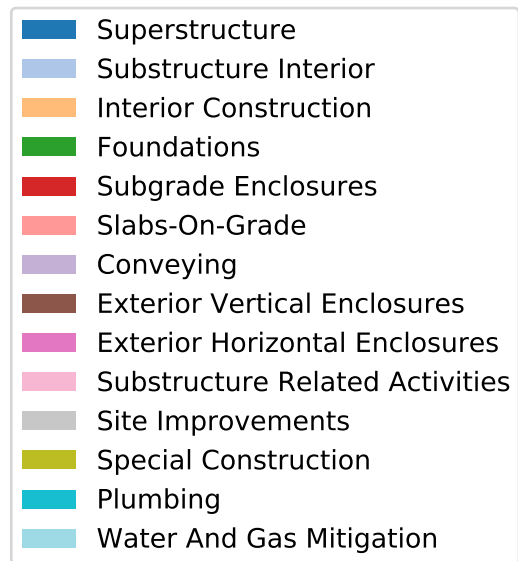 Superstructure
Substructure Interior
Interior Construction
Foundations
Subgrade Enclosures
Slabs-On-Grade
Conveying
Exterior Vertical Enclosures
Exterior Horizontal Enclosures
Substructure Related Activities
Site Improvements
Special Construction
Plumbing
Water And Gas Mitigation